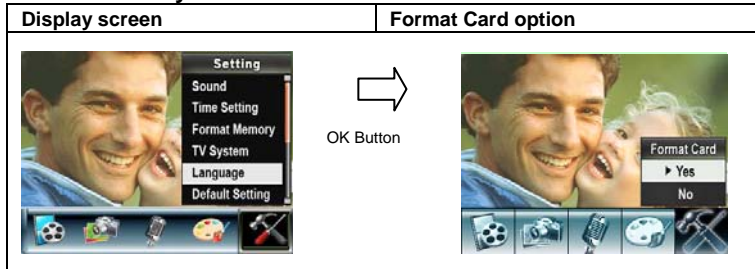 Display screen
Format Card option
Setting
Sound
Time Setting
Format Memory
TV System
Language
Default Setting
OK Button
Format Card
Yes
No